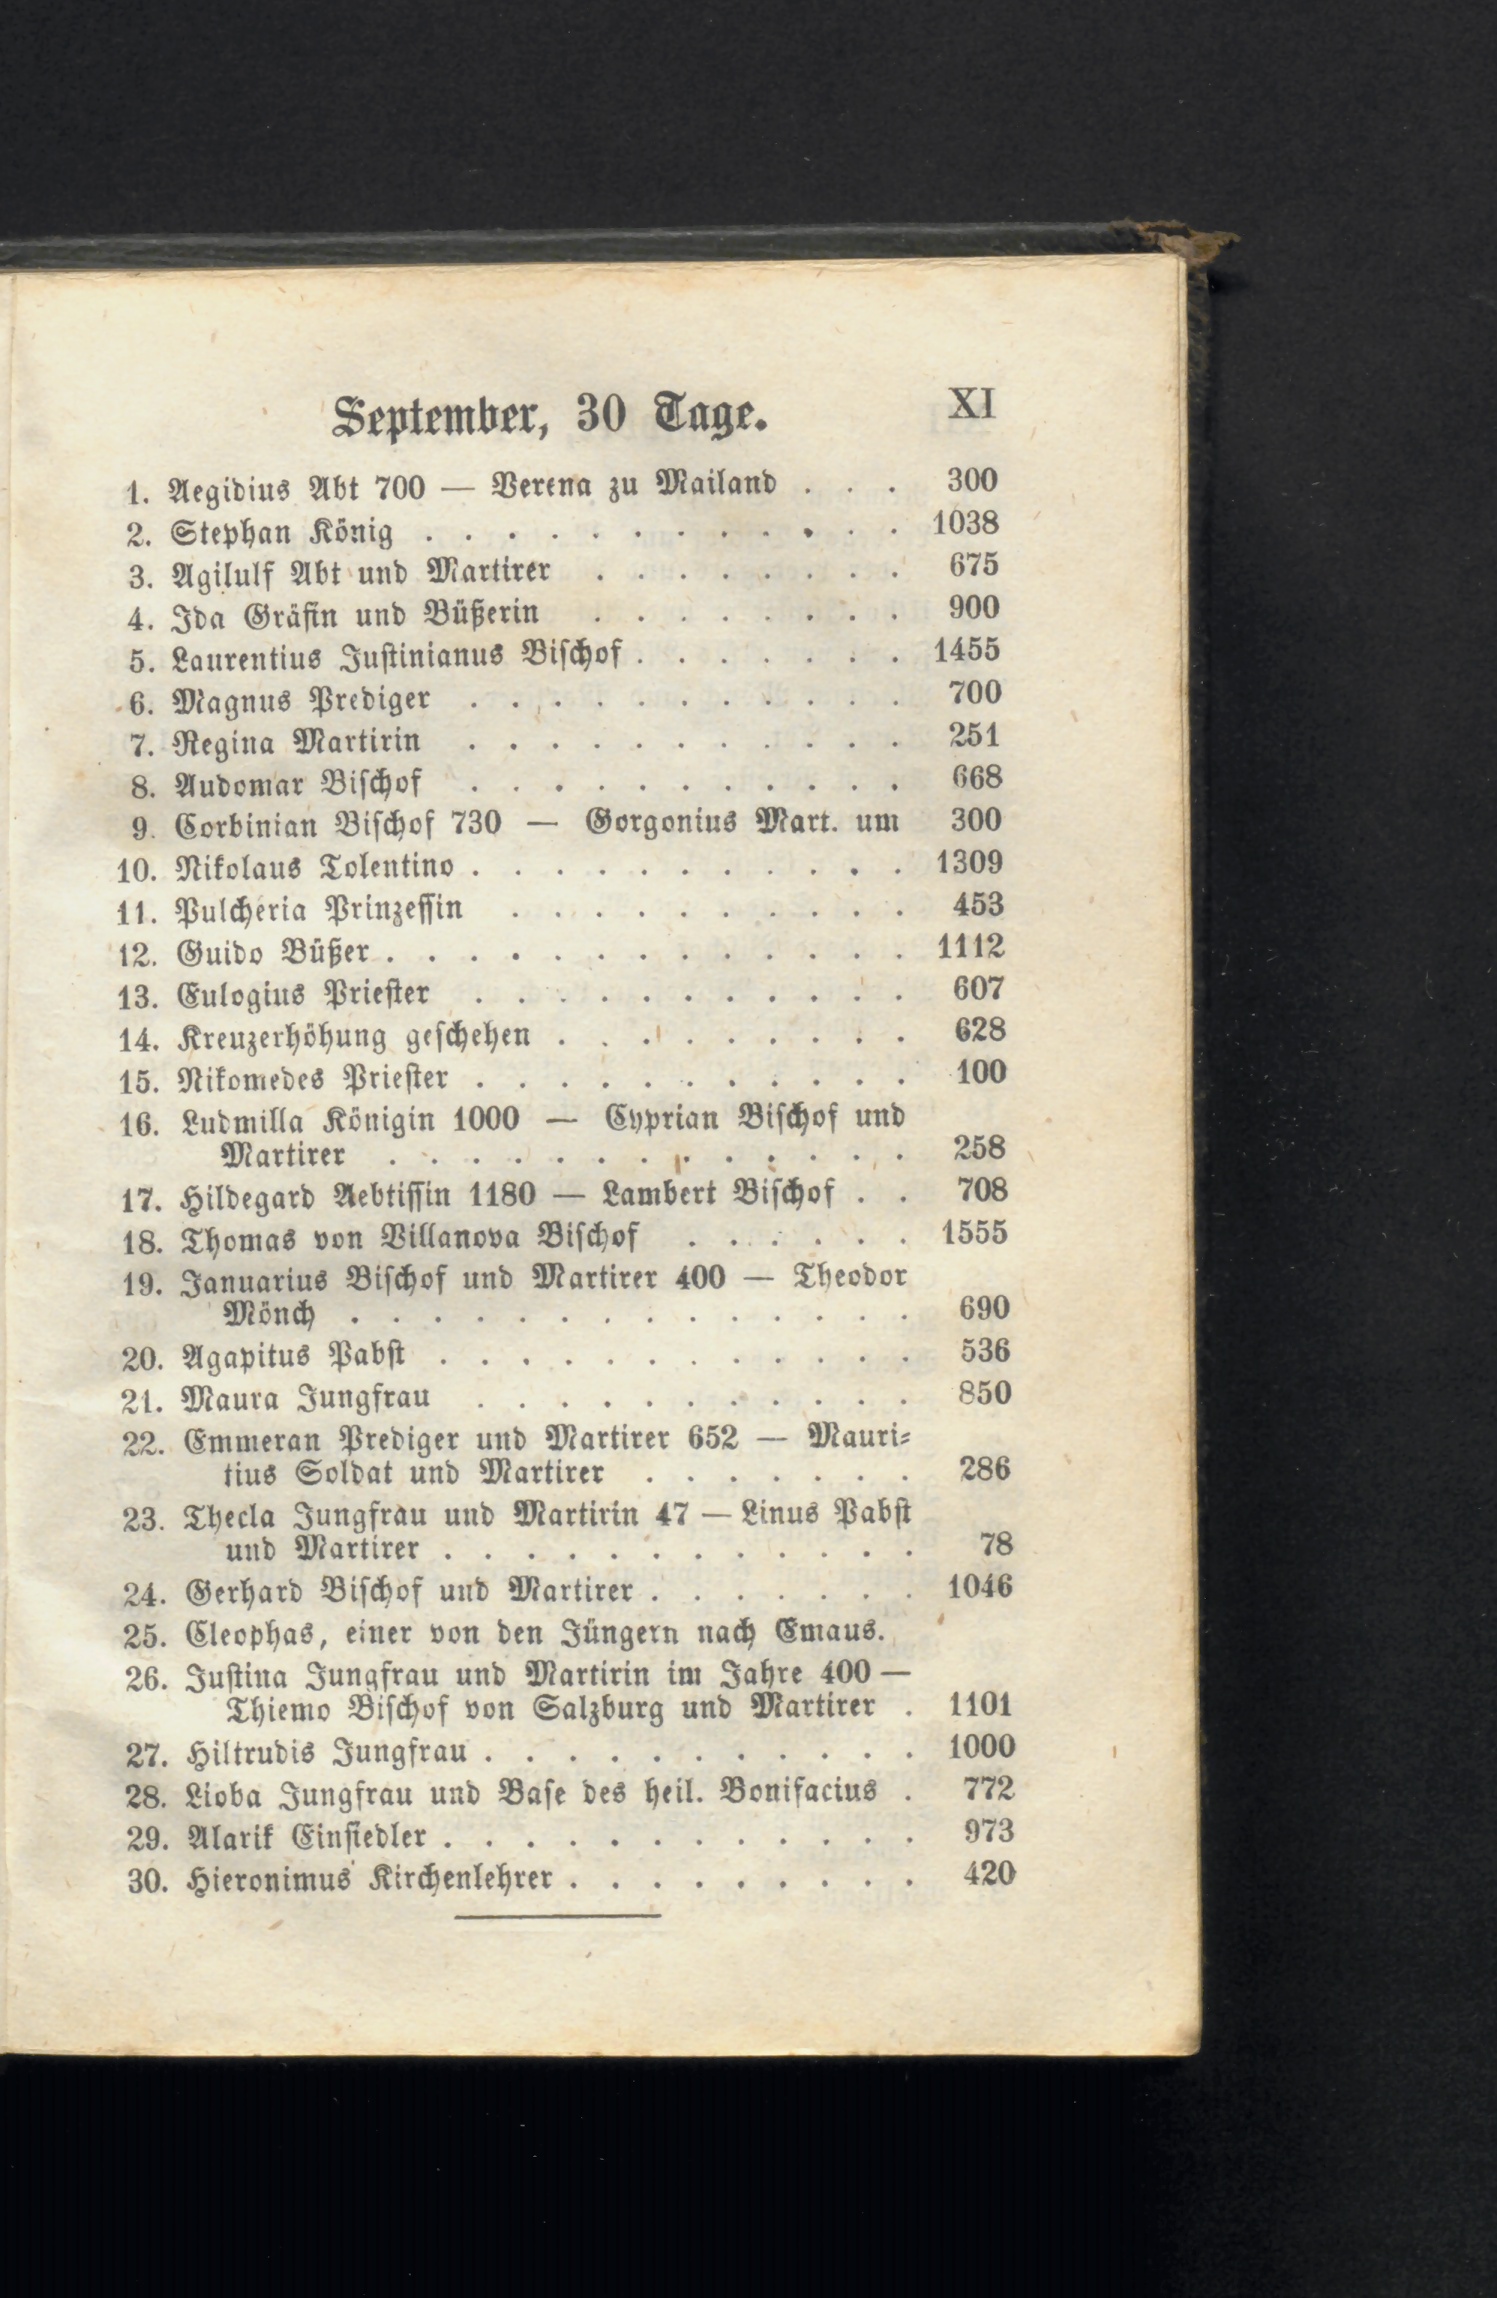 September, 30 Tage. XI
1. Aegidius Abt 700 — Verena zu Mailand . . . 300
2. Stephan König . . . . . . . . . . . . 1038
3. Agilulf Abt und Martirer . . . . . . . . 675
4. Ida Gräfin und Büßerin . . . . . . . . 900
5. Laurentius Justinianus Bischof . . . . . . . 1455
6. Magnus Prediger . . . . . . . . . . . 700
7. Regina Martirin . . . . . . . . . . . 251
8. Audomar Bischof . . . . . . . . . . . 668
9. Corbinian Bischof 730 — Gorgonius Mart. um 300
10. Nikolaus Tolentino . . . . . . . . . . . 1309
11. Pulcheria Prinzessin . . . . . . . . . . 453
12. Guido Büßer . . . . . . . . . . . . . 1112
13. Eulogius Priester . . . . . . . . . . . 607
14. Kreuzerhöhung geschehen . . . . . . . . . 628
15. Nikomedes Priester . . . . . . . . . . . 100
16. Ludmilla Königin 1000 — Cyprian Bischof und
Martirer . . . . . . . . . . . . . 258
17. Hildegard Aebtissin 1180 — Lambert Bischof . . 708
18. Thomas von Villanova Bischof . . . . . . 1555
19. Januarius Bischof und Martirer 400 — Theodor
Mönch . . . . . . . . . . . . . . 690
20. Agapitus Pabst . . . . . . . . . . . . 536
21. Maura Jungfrau . . . . . . . . . . . 850
22. Emmeran Prediger und Martirer 652 — Mauri-
tius Soldat und Martirer . . . . . . . 286
23. Thecla Jungfrau und Martirin 47 — Linus Pabst
und Martirer . . . . . . . . . . . . 78
24. Gerhard Bischof und Martirer . . . . . . . 1046
25. Cleophas, einer von den Jüngern nach Emaus.
26. Justina Jungfrau und Martirin im Jahre 400 —
Thiemo Bischof von Salzburg und Martirer . 1101
27. Hiltrudis Jungfrau . . . . . . . . . . . 1000
28. Lioba Jungfrau und Base des heil. Bonifacius . 772
29. Alarik Einsiedler . . . . . . . . . . . . 973
30. Hieronimus Kirchenlehrer . . . . . . . . . 420